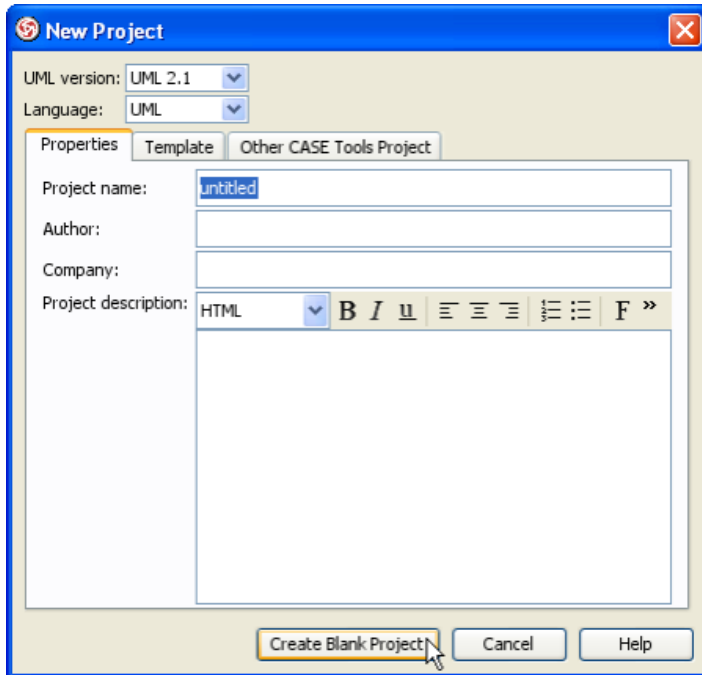 New Project
UML version: UML 2.1
Language: UML
Properties Template Other CASE Tools Project
Project name: untitled
Author:
Company:
Project description: HTML B I u F »
Create Blank Project Cancel Help